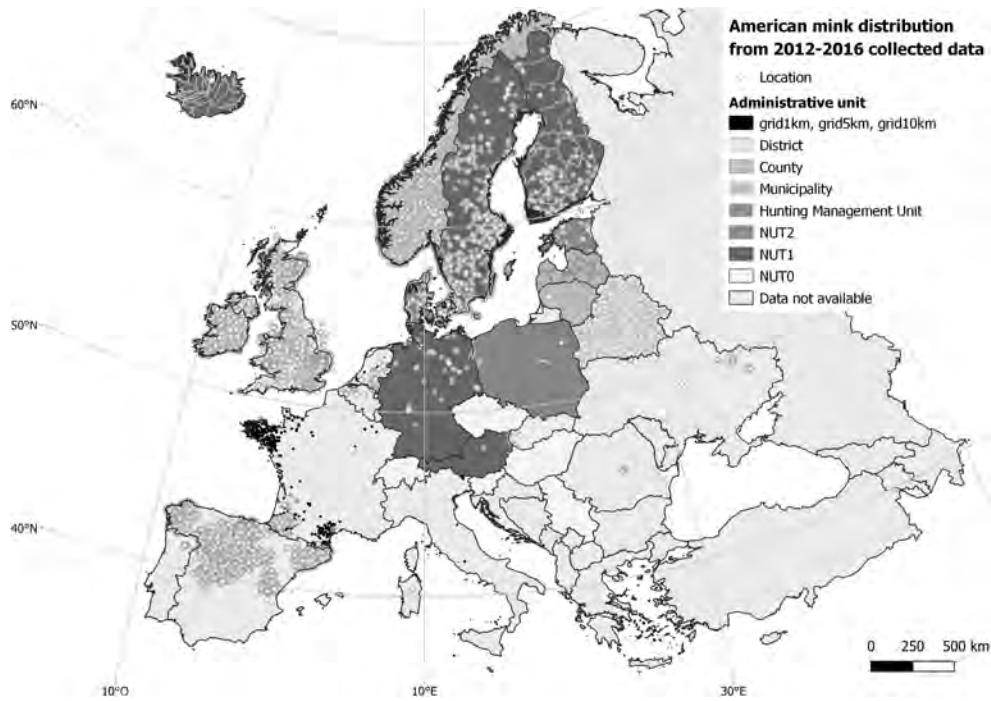 American mink distribution
from 2012-2016 collected data
Location
Administrative unit
grid1km, grid5km, grid10km
District
County
Municipality
Hunting Management Unit
NUT2
NUT1
NUT0
Data not available
60°N
50°N
40°N
0 250 500 km
10°O 10°E 30°E